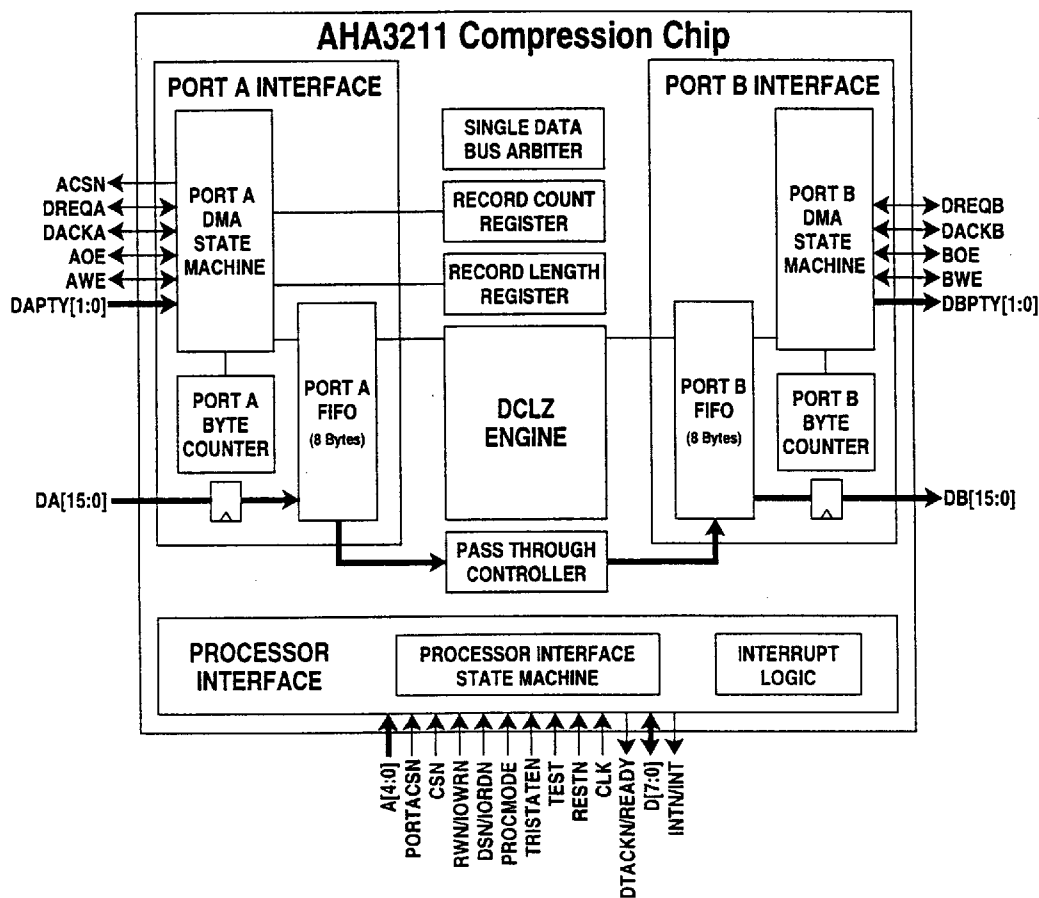 AHA3211 Compression Chip
PORT A INTERFACE
PORT B INTERFACE
PORT A
DMA
STATE
MACHINE
SINGLE DATA
BUS ARBITER
RECORD COUNT
REGISTER
RECORD LENGTH
REGISTER
PORT B
DMA
STATE
MACHINE
ACSN
DREQA
DACKA
AOE
AWE
DAPTY[1:0]
DREQB
DACKB
BOE
BWE
DBPTY[1:0]
PORT A
BYTE
COUNTER
PORT A
FIFO
(8 Bytes)
DCLZ
ENGINE
PORT B
FIFO
(8 Bytes)
PORT B
BYTE
COUNTER
DA[15:0]
DB[15:0]
PASS THROUGH
CONTROLLER
PROCESSOR
INTERFACE
PROCESSOR INTERFACE
STATE MACHINE
INTERRUPT
LOGIC
A[4:0]
PORTACSN
CSN
RWN/IOWRN
DSN/IORDN
PROCMODE
TRISTATEN
TEST
RESTN
CLK
DTACKN/READY
D[7:0]
INTN/INT